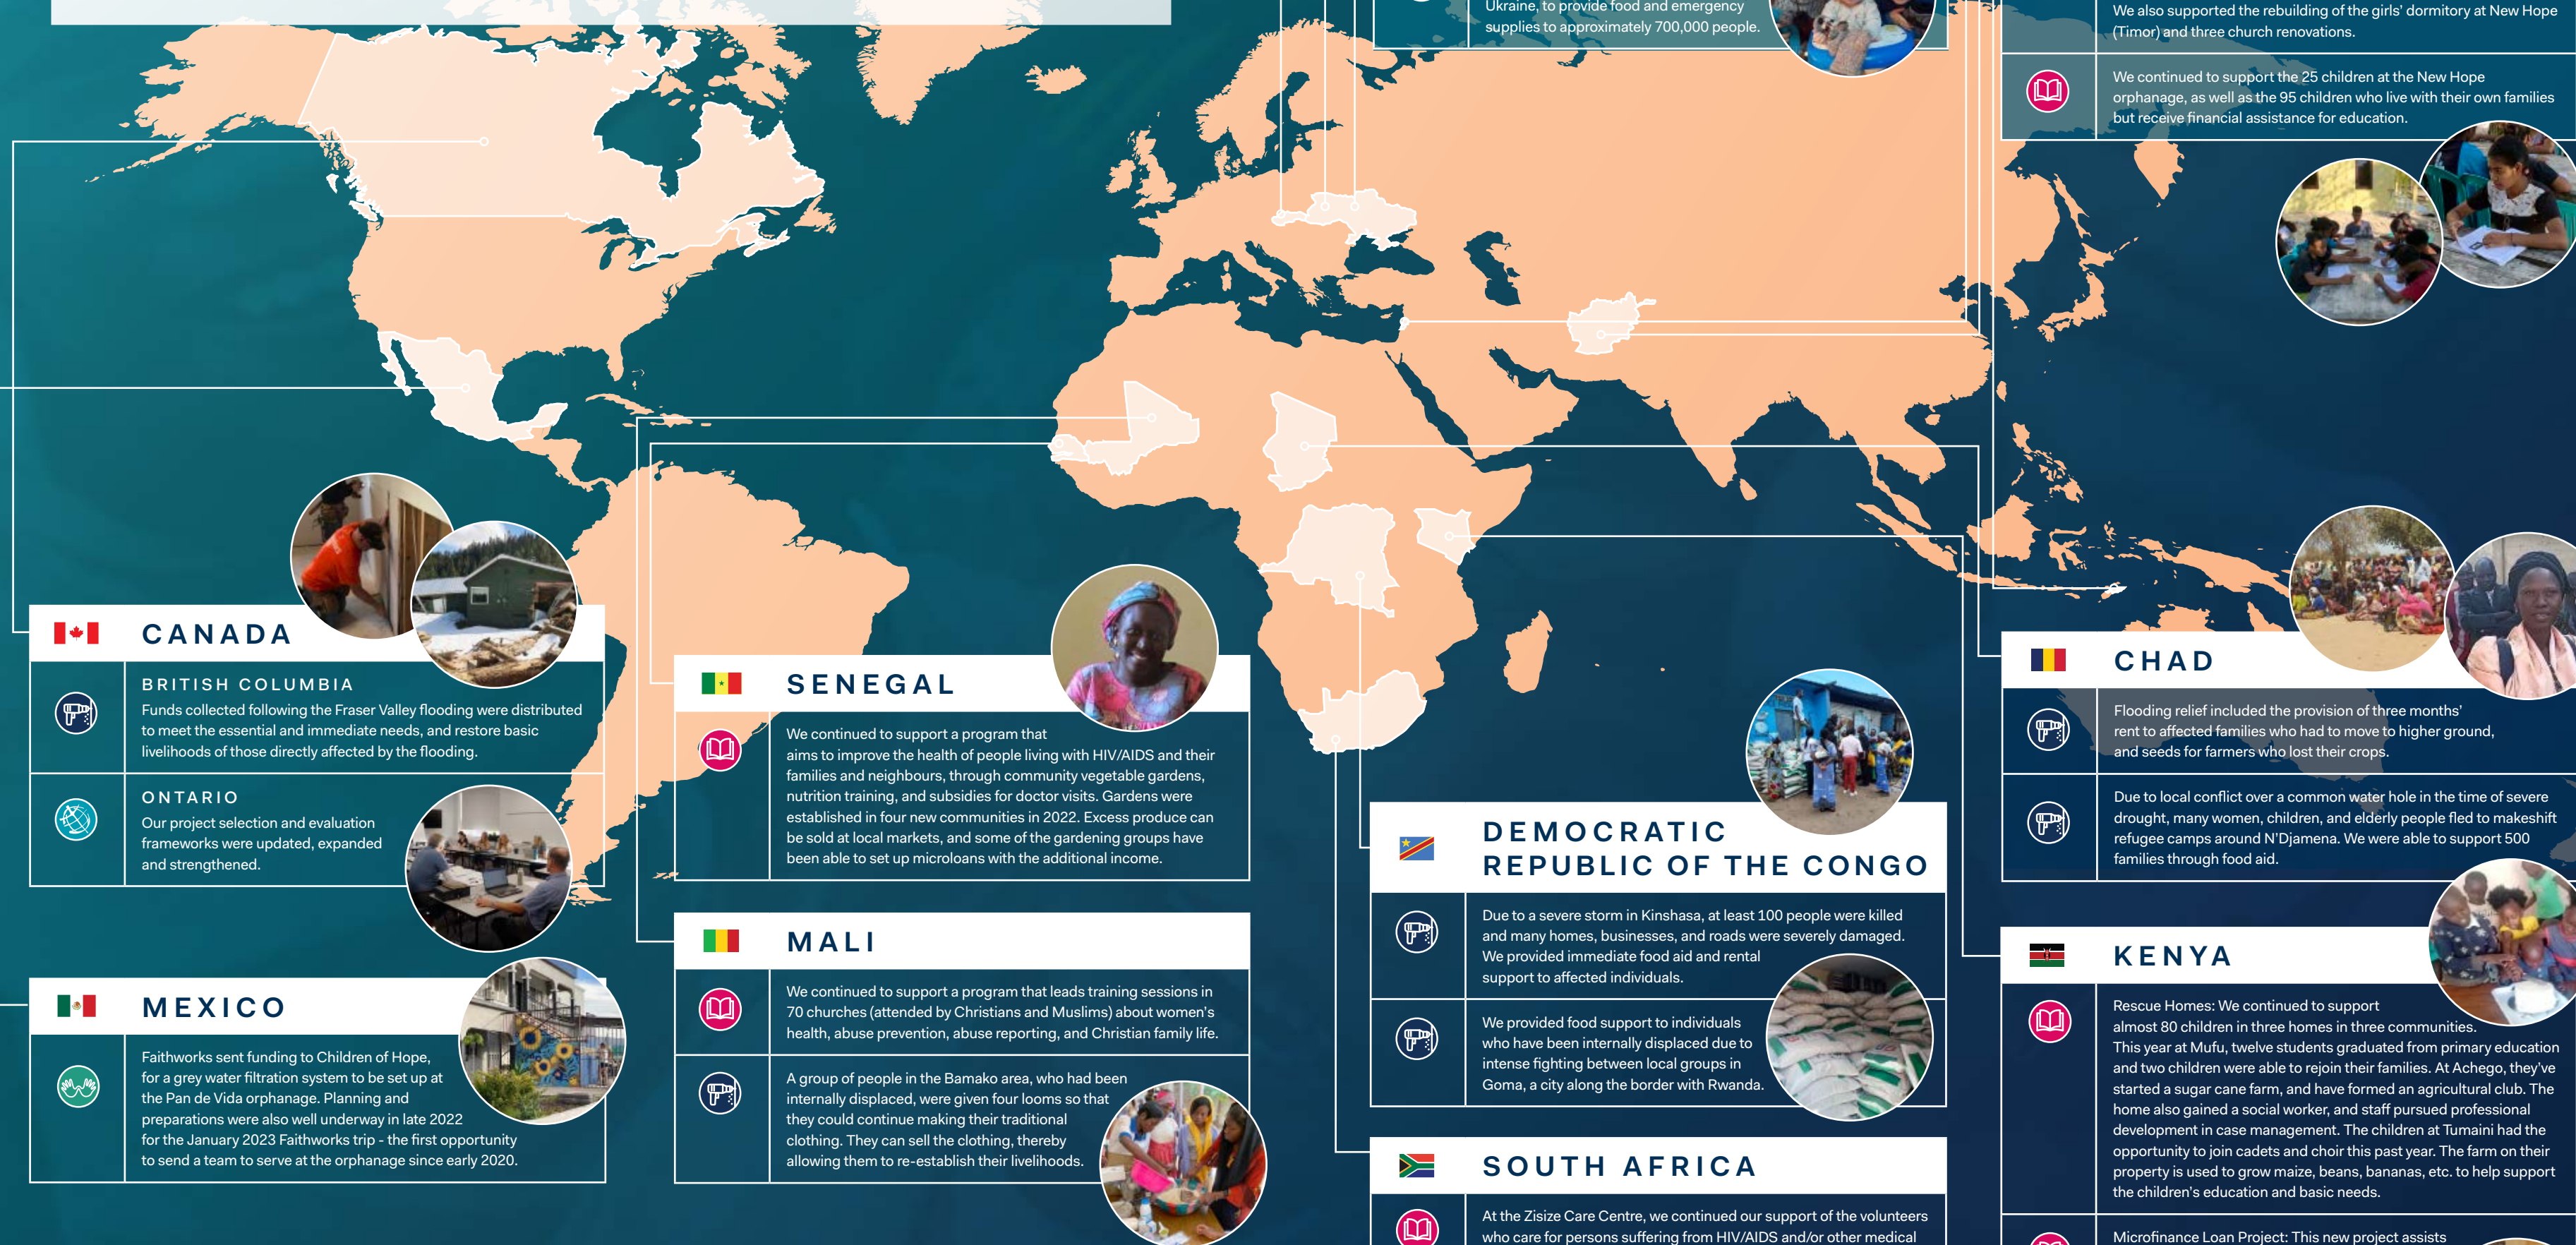 Ukraine, to provide food and emergency
supplies to approximately 700,000 people.
We also supported the rebuilding of the girls' dormitory at New Hope
(Timor) and three church renovations.
We continued to support the 25 children at the New Hope
orphanage, as well as the 95 children who live with their own families
but receive financial assistance for education.
CANADA
BRITISH COLUMBIA
Funds collected following the Fraser Valley flooding were distributed
to meet the essential and immediate needs, and restore basic
livelihoods of those directly affected by the flooding.
ONTARIO
Our project selection and evaluation
frameworks were updated, expanded
and strengthened.
MEXICO
Faithworks sent funding to Children of Hope,
for a grey water filtration system to be set up at
the Pan de Vida orphanage. Planning and
preparations were also well underway in late 2022
for the January 2023 Faithworks trip - the first opportunity
to send a team to serve at the orphanage since early 2020.
SENEGAL
We continued to support a program that
aims to improve the health of people living with HIV/AIDS and their
families and neighbours, through community vegetable gardens,
nutrition training, and subsidies for doctor visits. Gardens were
established in four new communities in 2022. Excess produce can
be sold at local markets, and some of the gardening groups have
been able to set up microloans with the additional income.
MALI
We continued to support a program that leads training sessions in
70 churches (attended by Christians and Muslims) about women's
health, abuse prevention, abuse reporting, and Christian family life.
A group of people in the Bamako area, who had been
internally displaced, were given four looms so that
they could continue making their traditional
clothing. They can sell the clothing, thereby
allowing them to re-establish their livelihoods.
DEMOCRATIC
REPUBLIC OF THE CONGO
Due to a severe storm in Kinshasa, at least 100 people were killed
and many homes, businesses, and roads were severely damaged.
We provided immediate food aid and rental
support to affected individuals.
We provided food support to individuals
who have been internally displaced due to
intense fighting between local groups in
Goma, a city along the border with Rwanda.
SOUTH AFRICA
At the Zisize Care Centre, we continued our support of the volunteers
who care for persons suffering from HIV/AIDS and/or other medical
CHAD
Flooding relief included the provision of three months'
rent to affected families who had to move to higher ground,
and seeds for farmers who lost their crops.
Due to local conflict over a common water hole in the time of severe
drought, many women, children, and elderly people fled to makeshift
refugee camps around N'Djamena. We were able to support 500
families through food aid.
KENYA
Rescue Homes: We continued to support
almost 80 children in three homes in three communities.
This year at Mufu, twelve students graduated from primary education
and two children were able to rejoin their families. At Achego, they've
started a sugar cane farm, and have formed an agricultural club. The
home also gained a social worker, and staff pursued professional
development in case management. The children at Tumaini had the
opportunity to join cadets and choir this past year. The farm on their
property is used to grow maize, beans, bananas, etc. to help support
the children's education and basic needs.
Microfinance Loan Project: This new project assists